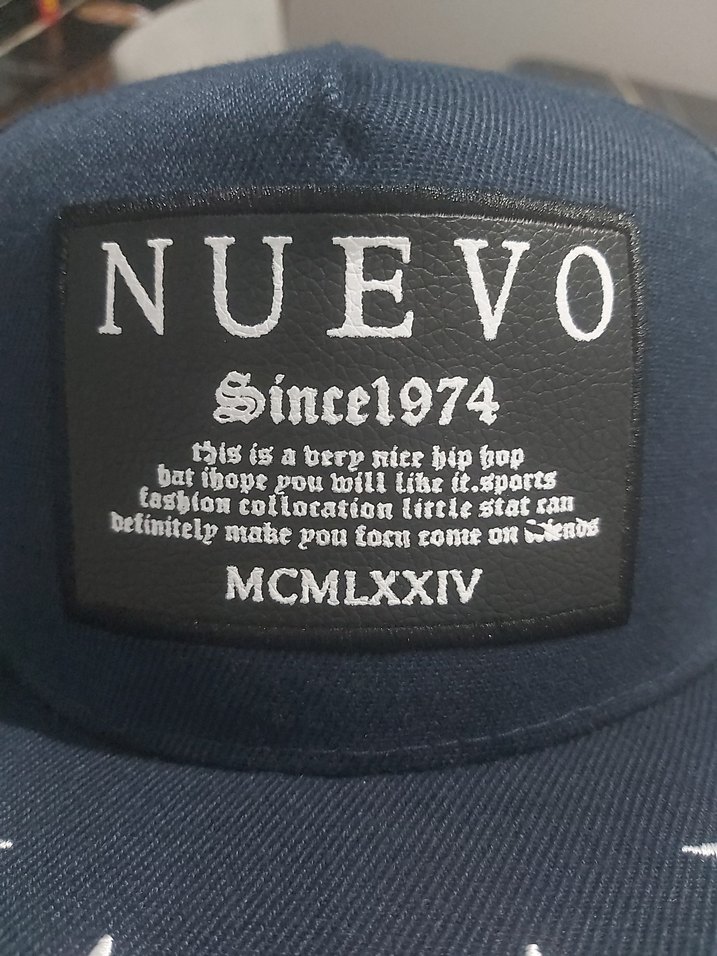 NUEVO
Since1974
this is a very nice hip hop
hat ihope you will like it.sports
fashion collocation little stat can
definitely make you focu come on
MCMLXXIV